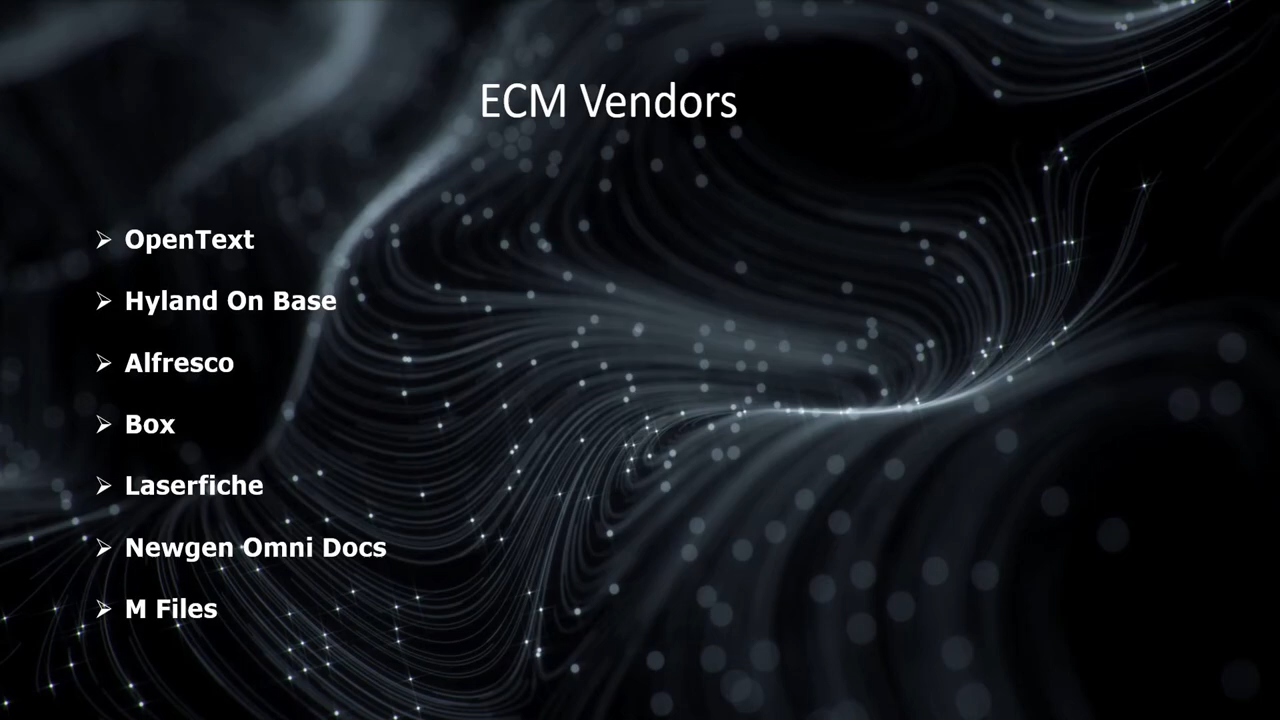 ECM Vendors
OpenText
Hyland On Base
Alfresco
Box
Laserfiche
Newgen Omni Docs
M Files